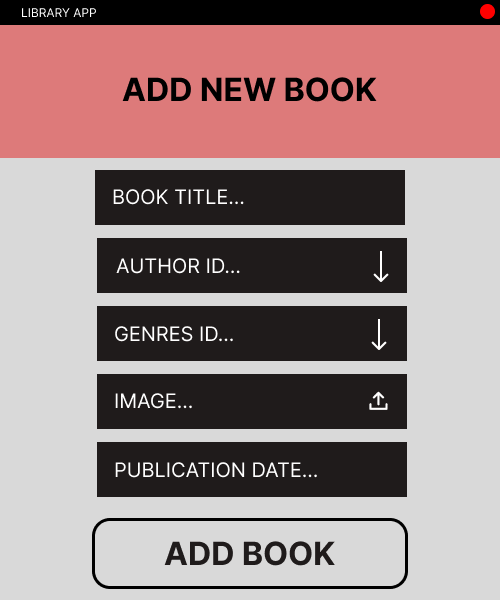 LIBRARY APP
ADD NEW BOOK
BOOK TITLE...
AUTHOR ID...
GENRES ID...
IMAGE...
PUBLICATION DATE...
ADD BOOK